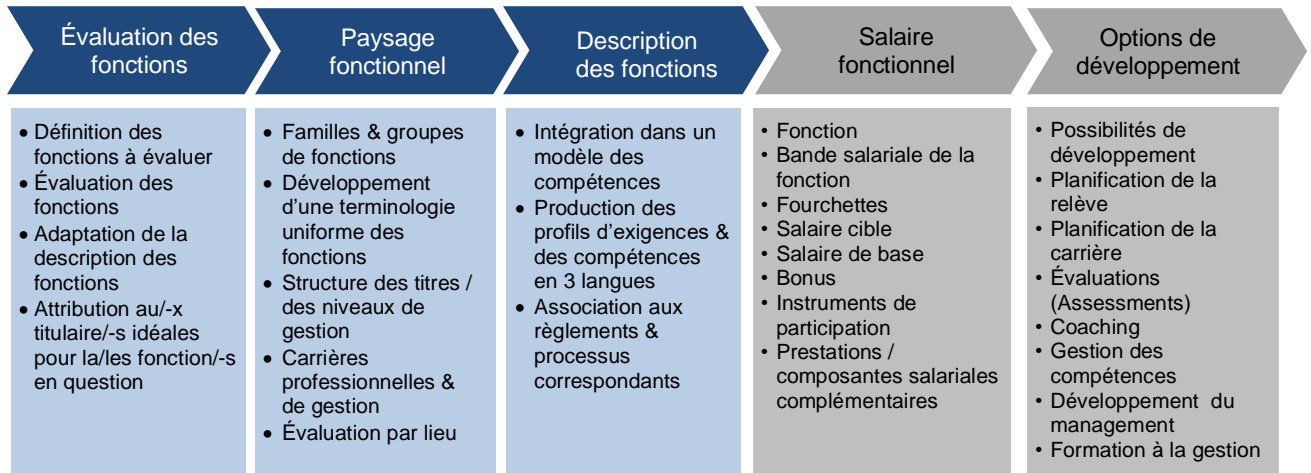 Évaluation des
fonctions
Paysage
fonctionnel
Description
des fonctions
Salaire
fonctionnel
Options de
développement
• Définition des
fonctions à évaluer
• Évaluation des
fonctions
• Adaptation de la
description des
fonctions
• Attribution au/-x
titulaire/-s idéales
pour la/les fonction/-s
en question
• Familles & groupes
de fonctions
• Développement
d’une terminologie
uniforme des
fonctions
• Structure des titres /
des niveaux de
gestion
• Carrières
professionnelles &
de gestion
• Évaluation par lieu
• Intégration dans un
modèle des
compétences
• Production des
profils d’exigences &
des compétences
en 3 langues
• Association aux
règlements &
processus
correspondants
• Fonction
• Bande salariale de la
fonction
• Fourchettes
• Salaire cible
• Salaire de base
• Bonus
• Instruments de
participation
• Prestations /
composantes salariales
complémentaires
• Possibilités de
développement
• Planification de la
relève
• Planification de la
carrière
• Évaluations
(Assessments)
• Coaching
• Gestion des
compétences
• Développement du
management
• Formation à la gestion